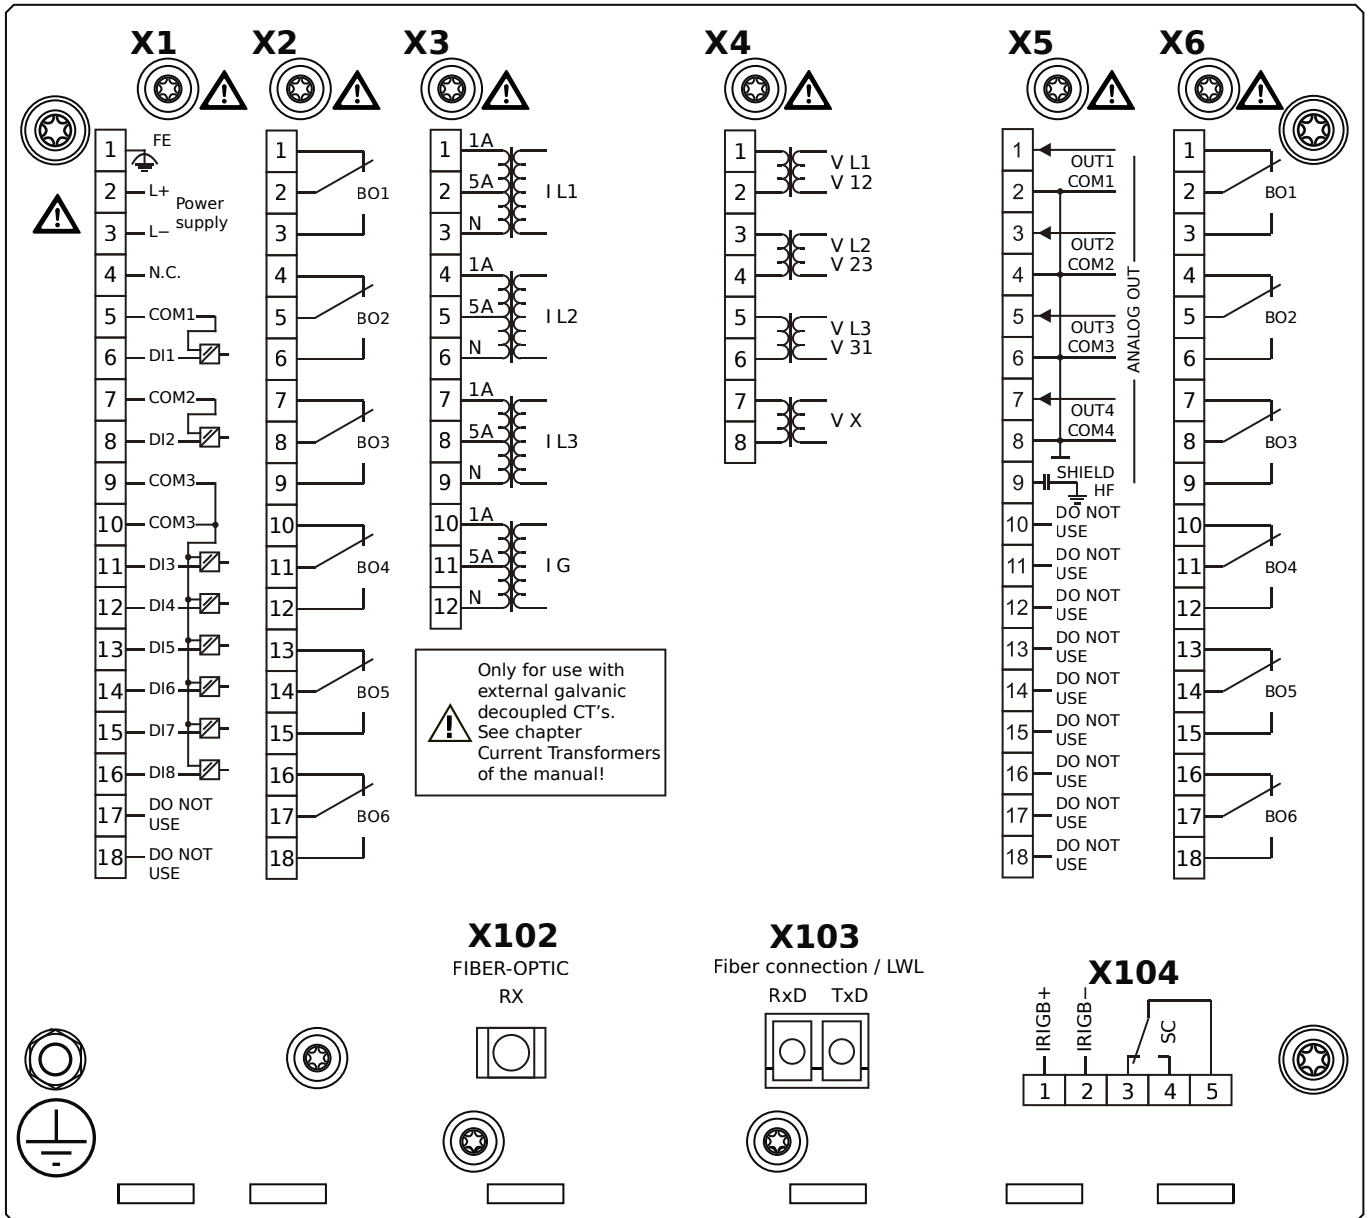 X1
X2
X3
X4
X5
X6
1 FE
2 L+
Power
supply
3 L−
4 N.C.
5 COM1
6 DI1
7 COM2
8 DI2
9 COM3
10 COM3
11 DI3
12 DI4
13 DI5
14 DI6
15 DI7
16 DI8
17 DO NOT
USE
18 DO NOT
USE
1
2 BO1
3
4
5 BO2
6
7
8 BO3
9
10
11 BO4
12
13
14 BO5
15
16
17 BO6
18
1 1A
2 5A I L1
3 N
4 1A
5 5A I L2
6 N
7 1A
8 5A I L3
9 N
10 1A
11 5A I G
12 N
Only for use with
external galvanic
decoupled CT's.
See chapter
Current Transformers
of the manual!
1 V L1
2 V 12
3 V L2
4 V 23
5 V L3
6 V 31
7 V X
8
1 OUT1
2 COM1
3 OUT2
4 COM2
5 OUT3
6 COM3
7 OUT4
8 COM4
ANALOG OUT
9 SHIELD
HF
10 DO NOT
USE
11 DO NOT
USE
12 DO NOT
USE
13 DO NOT
USE
14 DO NOT
USE
15 DO NOT
USE
16 DO NOT
USE
17 DO NOT
USE
18 DO NOT
USE
1
2 BO1
3
4
5 BO2
6
7
8 BO3
9
10
11 BO4
12
13
14 BO5
15
16
17 BO6
18
X102
FIBER-OPTIC
RX
X103
Fiber connection / LWL
RxD TxD
X104
IRIGB+
IRIGB−
SC
1 2 3 4 5